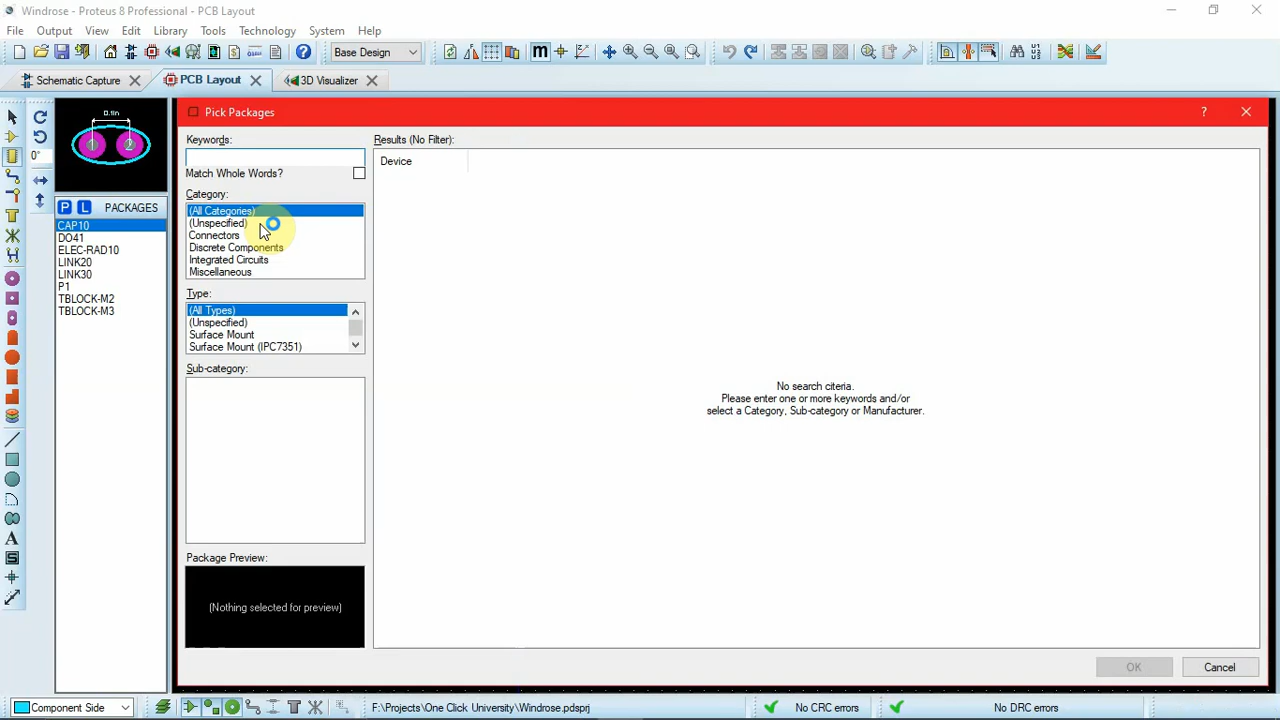 Windrose - Proteus 8 Professional - PCB Layout
File Output View Edit Library Tools Technology System Help
Base Design
Schematic Capture PCB Layout 3D Visualizer
0.1in
1 2
0°
P L PACKAGES
CAP10
DO41
ELEC-RAD10
LINK20
LINK30
P1
TBLOCK-M2
TBLOCK-M3
Pick Packages
Keywords:
Match Whole Words?
Category:
(All Categories)
(Unspecified)
Connectors
Discrete Components
Integrated Circuits
Miscellaneous
Type:
(All Types)
(Unspecified)
Surface Mount
Surface Mount (IPC7351)
Sub-category:
Package Preview:
(Nothing selected for preview)
Results (No Filter):
Device
No search citeria.
Please enter one or more keywords and/or
select a Category, Sub-category or Manufacturer.
OK Cancel
Component Side F:\Projects\One Click University\Windrose.pdsprj No CRC errors No DRC errors